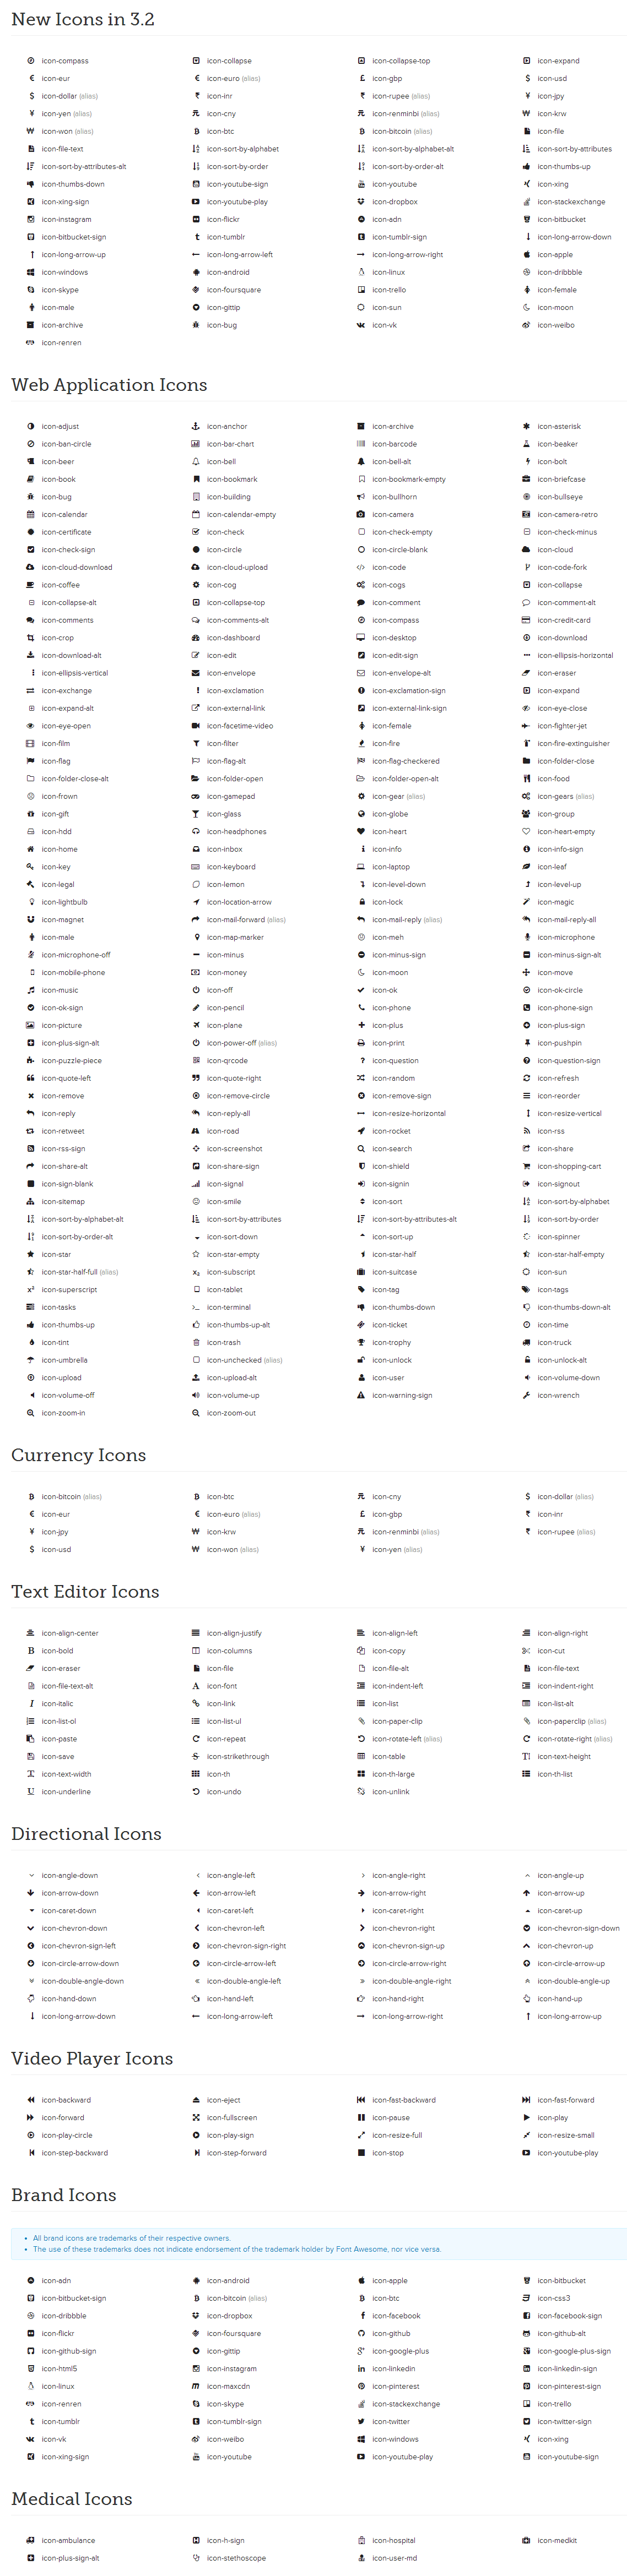 New Icons in 3.2
icon-compass icon-collapse icon-collapse-top icon-expand
icon-eur icon-euro (alias) icon-gbp icon-usd
icon-dollar (alias) icon-inr icon-rupee (alias) icon-jpy
icon-yen (alias) icon-cny icon-renminbi (alias) icon-krw
icon-won (alias) icon-btc icon-bitcoin (alias) icon-file
icon-file-text icon-sort-by-alphabet icon-sort-by-alphabet-alt icon-sort-by-attributes
icon-sort-by-attributes-alt icon-sort-by-order icon-sort-by-order-alt icon-thumbs-up
icon-thumbs-down icon-youtube-sign icon-youtube icon-xing
icon-xing-sign icon-youtube-play icon-dropbox icon-stackexchange
icon-instagram icon-flickr icon-adn icon-bitbucket
icon-bitbucket-sign icon-tumblr icon-tumblr-sign icon-long-arrow-down
icon-long-arrow-up icon-long-arrow-left icon-long-arrow-right icon-apple
icon-windows icon-android icon-linux icon-dribbble
icon-skype icon-foursquare icon-trello icon-female
icon-male icon-gittip icon-sun icon-moon
icon-archive icon-bug icon-vk icon-weibo
icon-renren
Web Application Icons
icon-adjust icon-anchor icon-archive icon-asterisk
icon-ban-circle icon-bar-chart icon-barcode icon-beaker
icon-beer icon-bell icon-bell-alt icon-bolt
icon-book icon-bookmark icon-bookmark-empty icon-briefcase
icon-bug icon-building icon-bullhorn icon-bullseye
icon-calendar icon-calendar-empty icon-camera icon-camera-retro
icon-certificate icon-check icon-check-empty icon-check-minus
icon-check-sign icon-circle icon-circle-blank icon-cloud
icon-cloud-download icon-cloud-upload icon-code icon-code-fork
icon-coffee icon-cog icon-cogs icon-collapse
icon-collapse-alt icon-collapse-top icon-comment icon-comment-alt
icon-comments icon-comments-alt icon-compass icon-credit-card
icon-crop icon-dashboard icon-desktop icon-download
icon-download-alt icon-edit icon-edit-sign icon-ellipsis-horizontal
icon-ellipsis-vertical icon-envelope icon-envelope-alt icon-eraser
icon-exchange icon-exclamation icon-exclamation-sign icon-expand
icon-expand-alt icon-external-link icon-external-link-sign icon-eye-close
icon-eye-open icon-facetime-video icon-female icon-fighter-jet
icon-film icon-filter icon-fire icon-fire-extinguisher
icon-flag icon-flag-alt icon-flag-checkered icon-folder-close
icon-folder-close-alt icon-folder-open icon-folder-open-alt icon-food
icon-frown icon-gamepad icon-gear (alias) icon-gears (alias)
icon-gift icon-glass icon-globe icon-group
icon-hdd icon-headphones icon-heart icon-heart-empty
icon-home icon-inbox icon-info icon-info-sign
icon-key icon-keyboard icon-laptop icon-leaf
icon-legal icon-lemon icon-level-down icon-level-up
icon-lightbulb icon-location-arrow icon-lock icon-magic
icon-magnet icon-mail-forward (alias) icon-mail-reply (alias) icon-mail-reply-all
icon-male icon-map-marker icon-meh icon-microphone
icon-microphone-off icon-minus icon-minus-sign icon-minus-sign-alt
icon-mobile-phone icon-money icon-moon icon-move
icon-music icon-off icon-ok icon-ok-circle
icon-ok-sign icon-pencil icon-phone icon-phone-sign
icon-picture icon-plane icon-plus icon-plus-sign
icon-plus-sign-alt icon-power-off (alias) icon-print icon-pushpin
icon-puzzle-piece icon-qrcode icon-question icon-question-sign
icon-quote-left icon-quote-right icon-random icon-refresh
icon-remove icon-remove-circle icon-remove-sign icon-reorder
icon-reply icon-reply-all icon-resize-horizontal icon-resize-vertical
icon-retweet icon-road icon-rocket icon-rss
icon-rss-sign icon-screenshot icon-search icon-share
icon-share-alt icon-share-sign icon-shield icon-shopping-cart
icon-sign-blank icon-signal icon-signin icon-signout
icon-sitemap icon-smile icon-sort icon-sort-by-alphabet
icon-sort-by-alphabet-alt icon-sort-by-attributes icon-sort-by-attributes-alt icon-sort-by-order
icon-sort-by-order-alt icon-sort-down icon-sort-up icon-spinner
icon-star icon-star-empty icon-star-half icon-star-half-empty
icon-star-half-full (alias) icon-subscript icon-suitcase icon-sun
icon-superscript icon-tablet icon-tag icon-tags
icon-tasks icon-terminal icon-thumbs-down icon-thumbs-down-alt
icon-thumbs-up icon-thumbs-up-alt icon-ticket icon-time
icon-tint icon-trash icon-trophy icon-truck
icon-umbrella icon-unchecked (alias) icon-unlock icon-unlock-alt
icon-upload icon-upload-alt icon-user icon-volume-down
icon-volume-off icon-volume-up icon-warning-sign icon-wrench
icon-zoom-in icon-zoom-out
Currency Icons
icon-bitcoin (alias) icon-btc icon-cny icon-dollar (alias)
icon-eur icon-euro (alias) icon-gbp icon-inr
icon-jpy icon-krw icon-renminbi (alias) icon-rupee (alias)
icon-usd icon-won (alias) icon-yen (alias)
Text Editor Icons
icon-align-center icon-align-justify icon-align-left icon-align-right
icon-bold icon-columns icon-copy icon-cut
icon-eraser icon-file icon-file-alt icon-file-text
icon-file-text-alt icon-font icon-indent-left icon-indent-right
icon-italic icon-link icon-list icon-list-alt
icon-list-ol icon-list-ul icon-paper-clip icon-paperclip (alias)
icon-paste icon-repeat icon-rotate-left (alias) icon-rotate-right (alias)
icon-save icon-strikethrough icon-table icon-text-height
icon-text-width icon-th icon-th-large icon-th-list
icon-underline icon-undo icon-unlink
Directional Icons
icon-angle-down icon-angle-left icon-angle-right icon-angle-up
icon-arrow-down icon-arrow-left icon-arrow-right icon-arrow-up
icon-caret-down icon-caret-left icon-caret-right icon-caret-up
icon-chevron-down icon-chevron-left icon-chevron-right icon-chevron-sign-down
icon-chevron-sign-left icon-chevron-sign-right icon-chevron-sign-up icon-chevron-up
icon-circle-arrow-down icon-circle-arrow-left icon-circle-arrow-right icon-circle-arrow-up
icon-double-angle-down icon-double-angle-left icon-double-angle-right icon-double-angle-up
icon-hand-down icon-hand-left icon-hand-right icon-hand-up
icon-long-arrow-down icon-long-arrow-left icon-long-arrow-right icon-long-arrow-up
Video Player Icons
icon-backward icon-eject icon-fast-backward icon-fast-forward
icon-forward icon-fullscreen icon-pause icon-play
icon-play-circle icon-play-sign icon-resize-full icon-resize-small
icon-step-backward icon-step-forward icon-stop icon-youtube-play
Brand Icons
All brand icons are trademarks of their respective owners.
The use of these trademarks does not indicate endorsement of the trademark holder by Font Awesome, nor vice versa.
icon-adn icon-android icon-apple icon-bitbucket
icon-bitbucket-sign icon-bitcoin (alias) icon-btc icon-css3
icon-dribbble icon-dropbox icon-facebook icon-facebook-sign
icon-flickr icon-foursquare icon-github icon-github-alt
icon-github-sign icon-gittip icon-google-plus icon-google-plus-sign
icon-html5 icon-instagram icon-linkedin icon-linkedin-sign
icon-linux icon-maxcdn icon-pinterest icon-pinterest-sign
icon-renren icon-skype icon-stackexchange icon-trello
icon-tumblr icon-tumblr-sign icon-twitter icon-twitter-sign
icon-vk icon-weibo icon-windows icon-xing
icon-xing-sign icon-youtube icon-youtube-play icon-youtube-sign
Medical Icons
icon-ambulance icon-h-sign icon-hospital icon-medkit
icon-plus-sign-alt icon-stethoscope icon-user-md